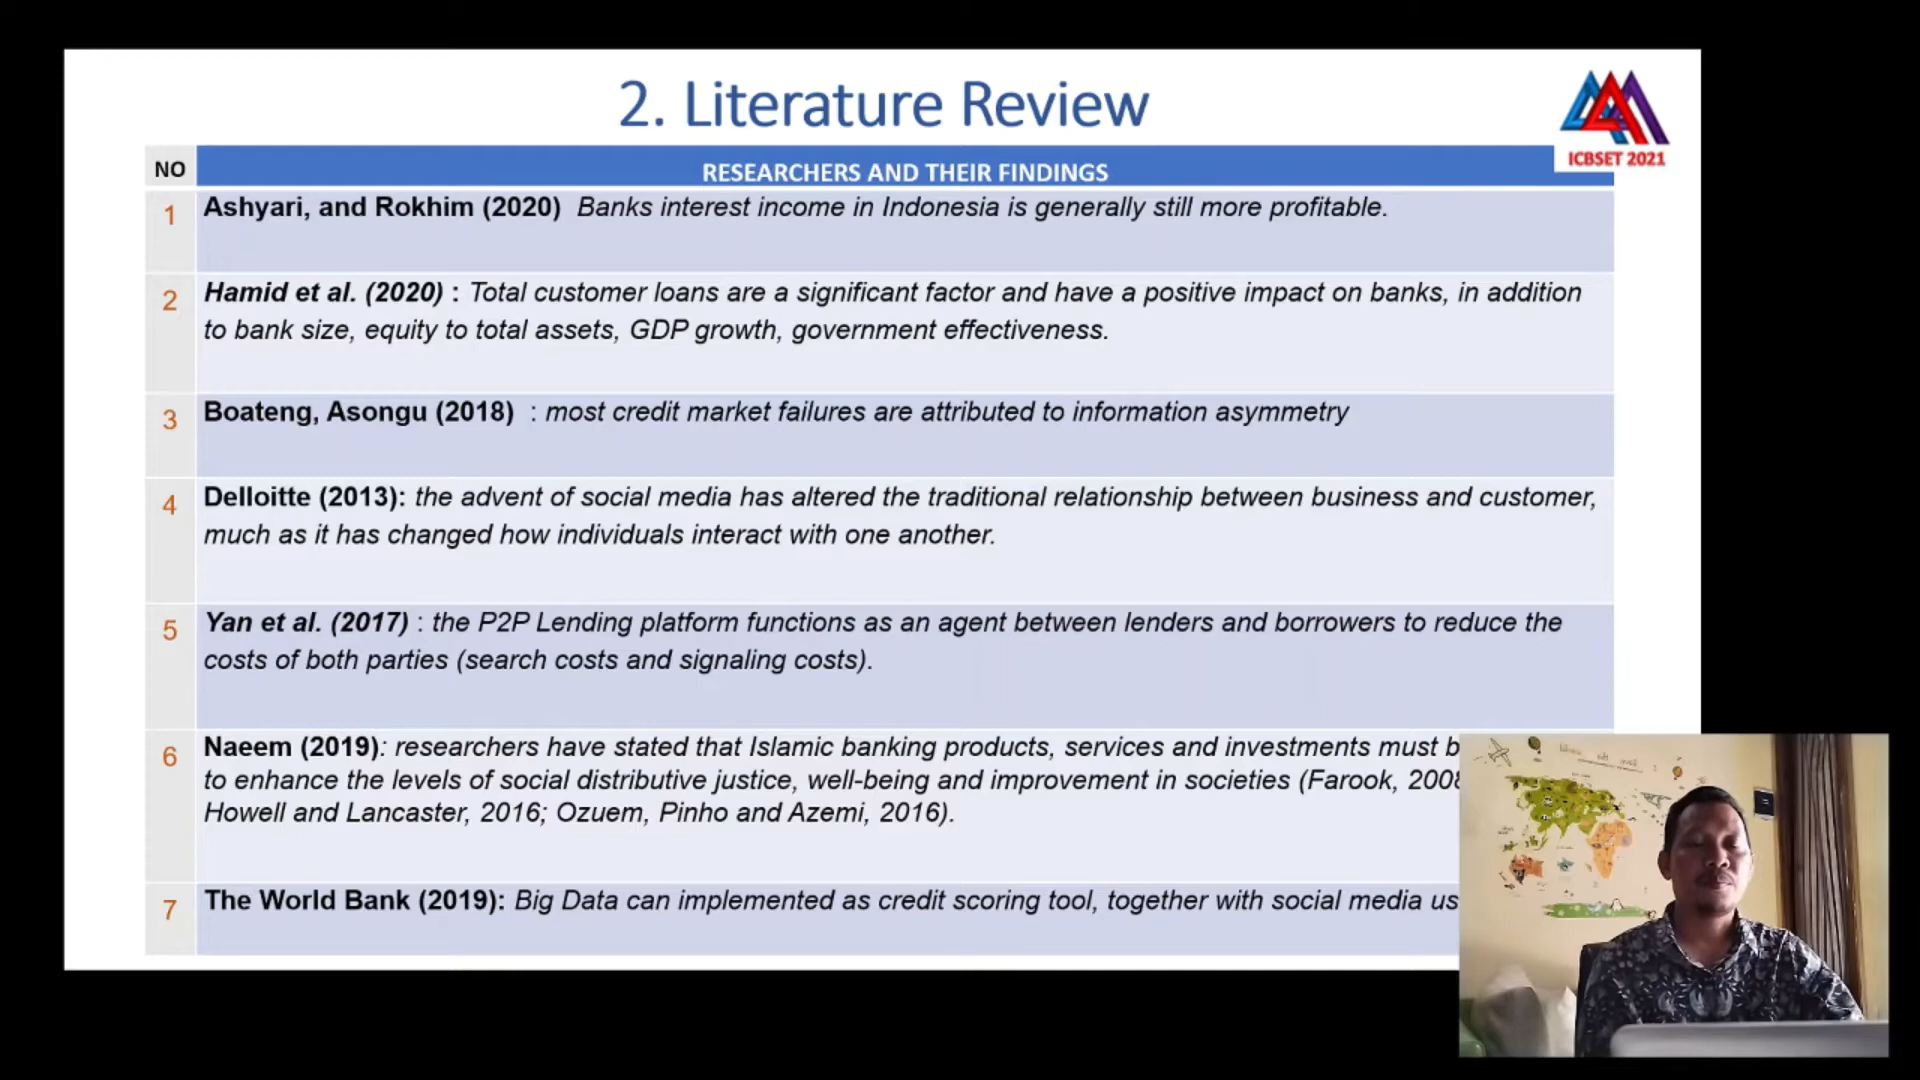 2. Literature Review
ICBSET 2021
NO
RESEARCHERS AND THEIR FINDINGS
1
Ashyari, and Rokhim (2020) Banks interest income in Indonesia is generally still more profitable.
2
Hamid et al. (2020) : Total customer loans are a significant factor and have a positive impact on banks, in addition
to bank size, equity to total assets, GDP growth, government effectiveness.
3
Boateng, Asongu (2018) : most credit market failures are attributed to information asymmetry
4
Delloitte (2013): the advent of social media has altered the traditional relationship between business and customer,
much as it has changed how individuals interact with one another.
5
Yan et al. (2017) : the P2P Lending platform functions as an agent between lenders and borrowers to reduce the
costs of both parties (search costs and signaling costs).
6
Naeem (2019): researchers have stated that Islamic banking products, services and investments must
to enhance the levels of social distributive justice, well-being and improvement in societies (Farook, 2008
Howell and Lancaster, 2016; Ozuem, Pinho and Azemi, 2016).
7
The World Bank (2019): Big Data can implemented as credit scoring tool, together with social media